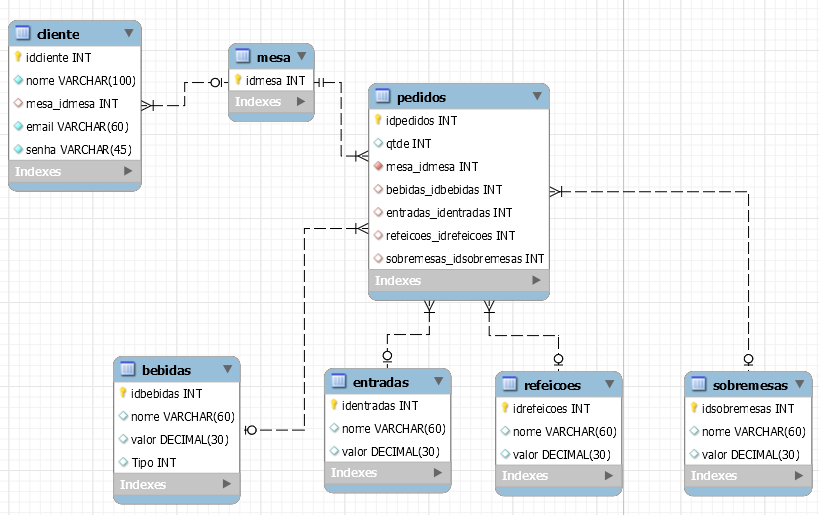 cliente
idcliente INT
nome VARCHAR(100)
mesa_idmesa INT
email VARCHAR(60)
senha VARCHAR(45)
Indexes
mesa
idmesa INT
Indexes
pedidos
idpedidos INT
qtde INT
mesa_idmesa INT
bebidas_idbebidas INT
entradas_identradas INT
refeicoes_idrefeicoes INT
sobremesas_idsobremesas INT
Indexes
bebidas
idbebidas INT
nome VARCHAR(60)
valor DECIMAL(30)
Tipo INT
Indexes
entradas
identradas INT
nome VARCHAR(60)
valor DECIMAL(30)
Indexes
refeicoes
idrefeicoes INT
nome VARCHAR(60)
valor DECIMAL(30)
Indexes
sobremesas
idsobremesas INT
nome VARCHAR(60)
valor DECIMAL(30)
Indexes